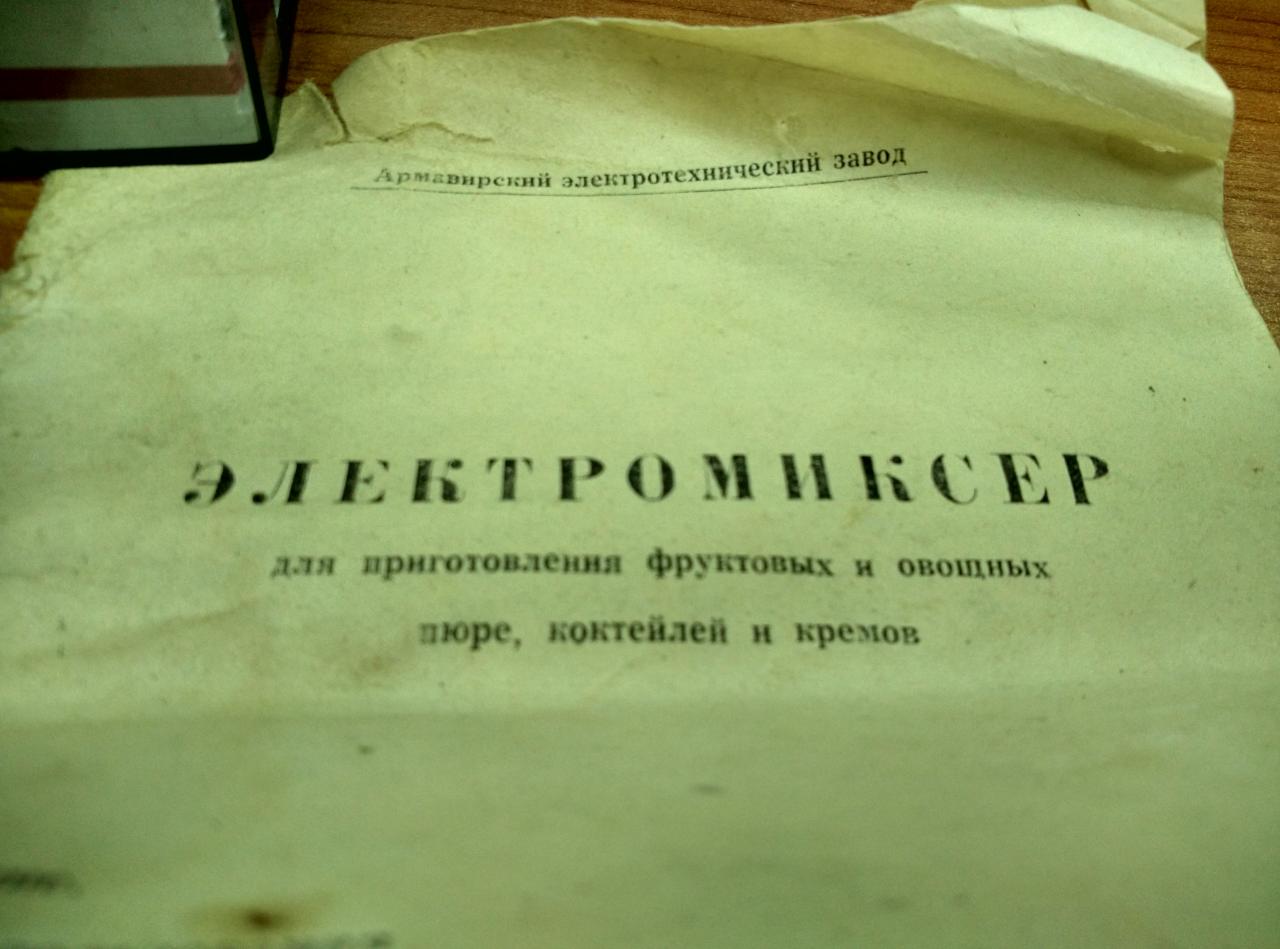 Армавирский электротехнический завод
ЭЛЕКТРОМИКСЕР
для приготовления фруктовых и овощных
пюре, коктейлей и кремов